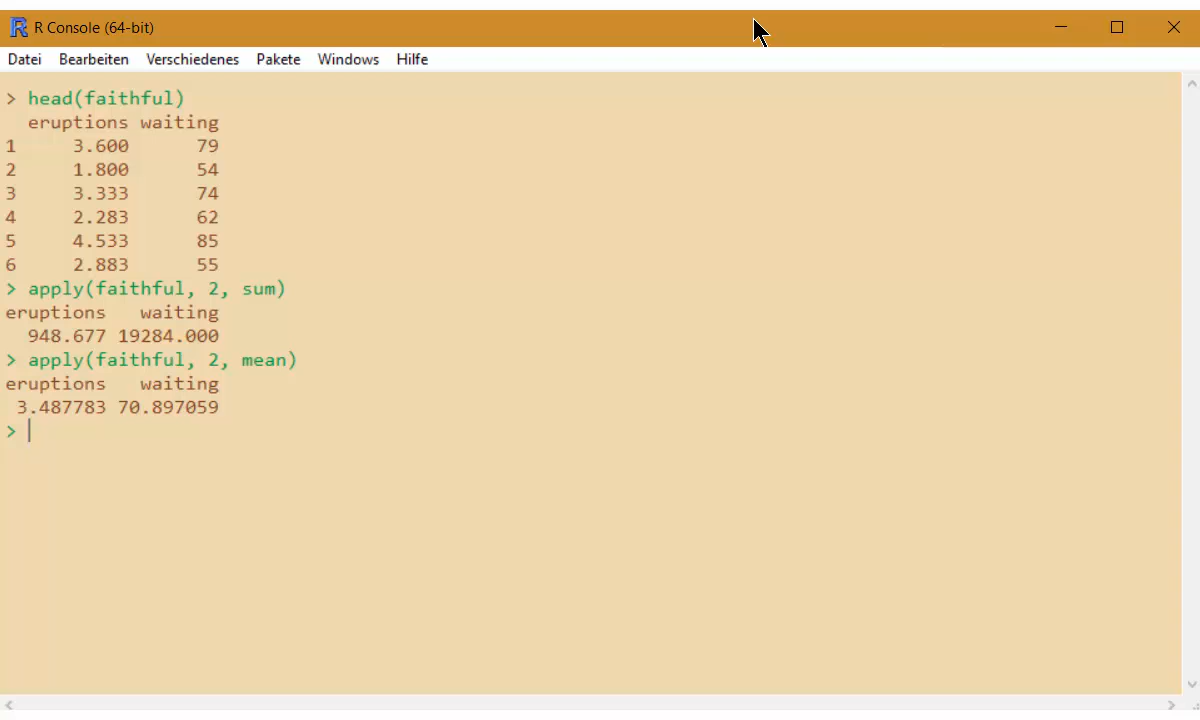 R Console (64-bit)
Datei Bearbeiten Verschiedenes Pakete Windows Hilfe
> head(faithful)
  eruptions waiting
1     3.600      79
2     1.800      54
3     3.333      74
4     2.283      62
5     4.533      85
6     2.883      55
> apply(faithful, 2, sum)
eruptions   waiting
  948.677 19284.000
> apply(faithful, 2, mean)
eruptions   waiting
 3.487783 70.897059
>